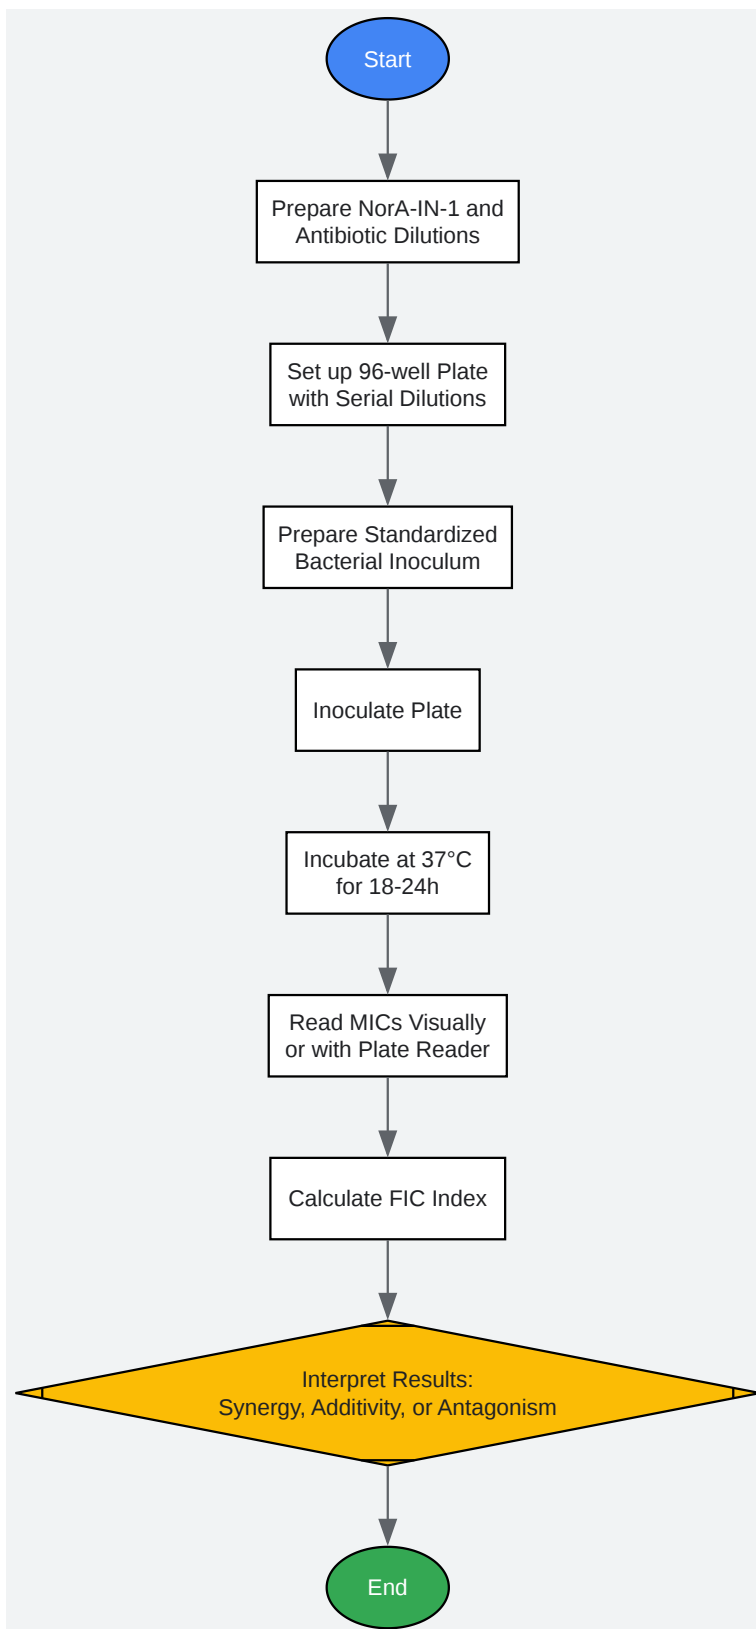 Start
Prepare NorA-IN-1 and
Antibiotic Dilutions
Set up 96-well Plate
with Serial Dilutions
Prepare Standardized
Bacterial Inoculum
Inoculate Plate
Incubate at 37°C
for 18-24h
Read MICs Visually
or with Plate Reader
Calculate FIC Index
Interpret Results:
Synergy, Additivity, or Antagonism
End